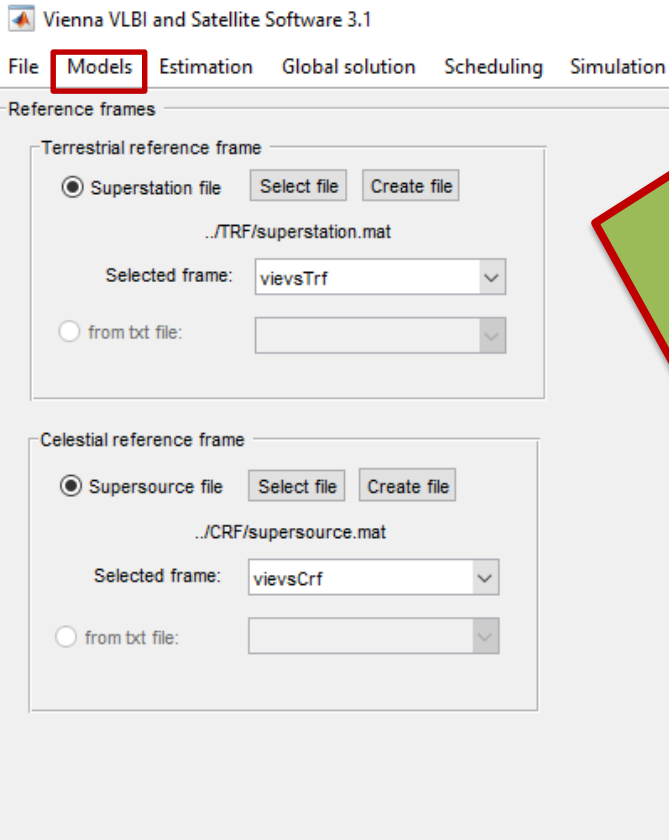 Vienna VLBI and Satellite Software 3.1
File Models Estimation Global solution Scheduling Simulation
Reference frames
Terrestrial reference frame
Superstation file Select file Create file
../TRF/superstation.mat
Selected frame: vievsTrf
from txt file:
Celestial reference frame
Supersource file Select file Create file
../CRF/supersource.mat
Selected frame: vievsCrf
from txt file: